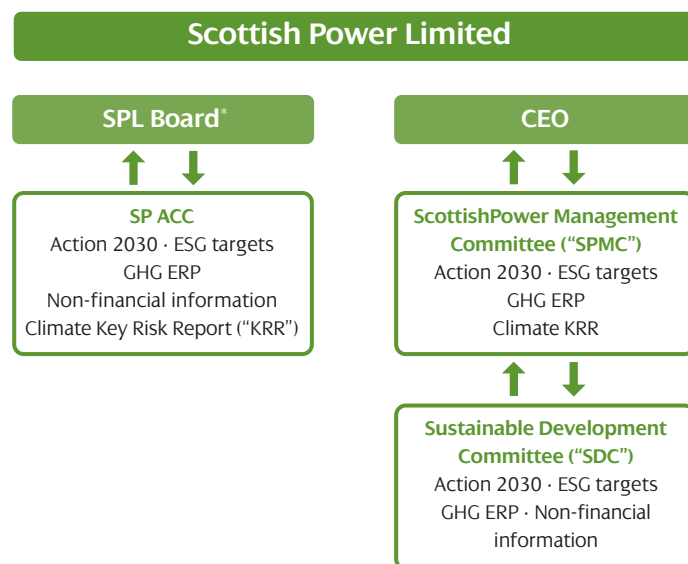 Scottish Power Limited
SPL Board*
SP ACC
Action 2030 · ESG targets
GHG ERP
Non-financial information
Climate Key Risk Report (“KRR”)
CEO
ScottishPower Management
Committee (“SPMC”)
Action 2030 · ESG targets
GHG ERP
Climate KRR
Sustainable Development
Committee (“SDC”)
Action 2030 · ESG targets
GHG ERP · Non-financial
information